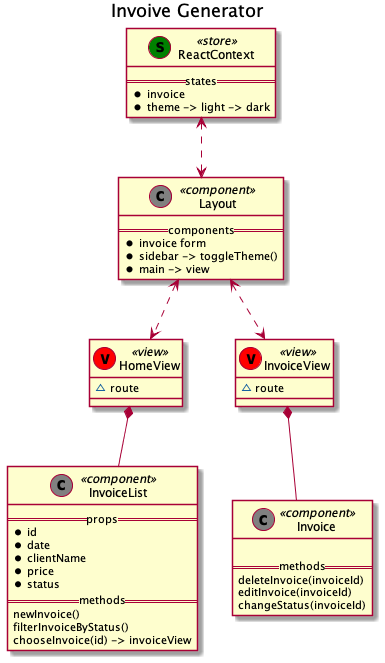 Invoive Generator
S
«store»
ReactContext
states
invoice
theme -> light -> dark
C
«component»
Layout
components
invoice form
sidebar -> toggleTheme()
main -> view
V
«view»
HomeView
~ route
V
«view»
InvoiceView
~ route
C
«component»
InvoiceList
props
id
date
clientName
price
status
methods
newInvoice()
filterInvoiceByStatus()
chooseInvoice(id) -> invoiceView
C
«component»
Invoice
methods
deleteInvoice(invoiceId)
editInvoice(invoiceId)
changeStatus(invoiceId)